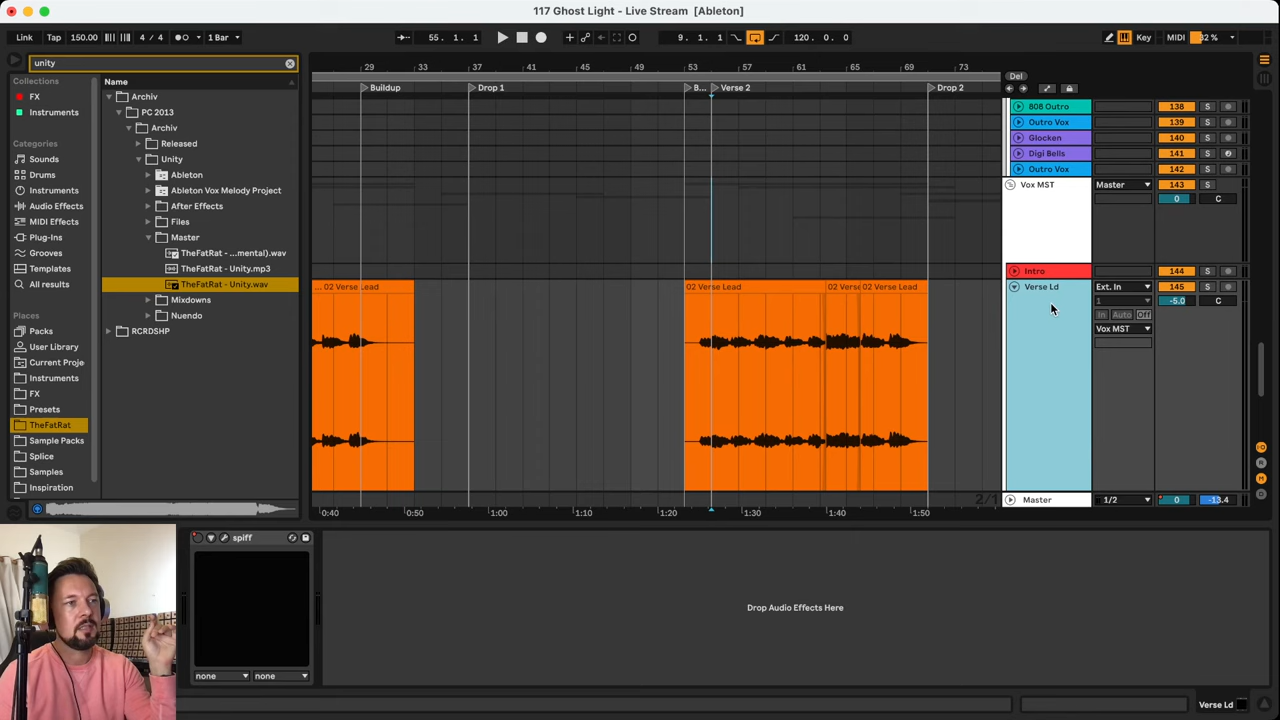 117 Ghost Light - Live Stream [Ableton]
Link Tap 150.00 4 / 4 1 Bar 55. 1. 1 9. 1. 1 120. 0. 0 Key MIDI
unity
29 33 37 41 45 49 53 57 61 65 69 73
Del
Buildup Drop 1 B... Verse 2 Drop 2
Collections
FX
Instruments
Categories
Sounds
Drums
Instruments
Audio Effects
MIDI Effects
Plug-Ins
Grooves
Templates
All results
Places
Packs
User Library
Current Proje
Instruments
FX
Presets
TheFatRat
Sample Packs
Splice
Samples
Inspiration
Name
Archiv
PC 2013
Archiv
Released
Unity
Ableton
Ableton Vox Melody Project
After Effects
Files
Master
TheFatRat - ...mental).wav
TheFatRat - Unity.mp3
TheFatRat - Unity.wav
Mixdowns
Nuendo
RCRDSHP
... 02 Verse Lead
02 Verse Lead
02 Verse Lead
02 Verse Lead
808 Outro 138 S
Outro Vox 139 S
Glocken 140 S
Digi Bells 141 S
Outro Vox 142 S
Vox MST Master 143 S
0 C
Intro 144 S
Verse Ld Ext. In 145 S
1 -5.0 C
In Auto Off
Vox MST
2/1
Master 1/2 0 -13.4
0:40 0:50 1:00 1:10 1:20 1:30 1:40 1:50
spiff
none none
Drop Audio Effects Here
Verse Ld